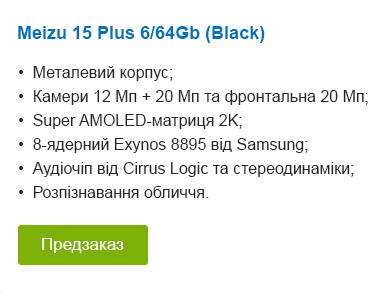 Meizu 15 Plus 6/64Gb (Black)
• Металевий корпус;
• Камери 12 Мп + 20 Мп та фронтальна 20 Мп;
• Super AMOLED-матриця 2K;
• 8-ядерний Exynos 8895 від Samsung;
• Аудіочіп від Cirrus Logic та стереодинаміки;
• Розпізнавання обличчя.
Предзаказ